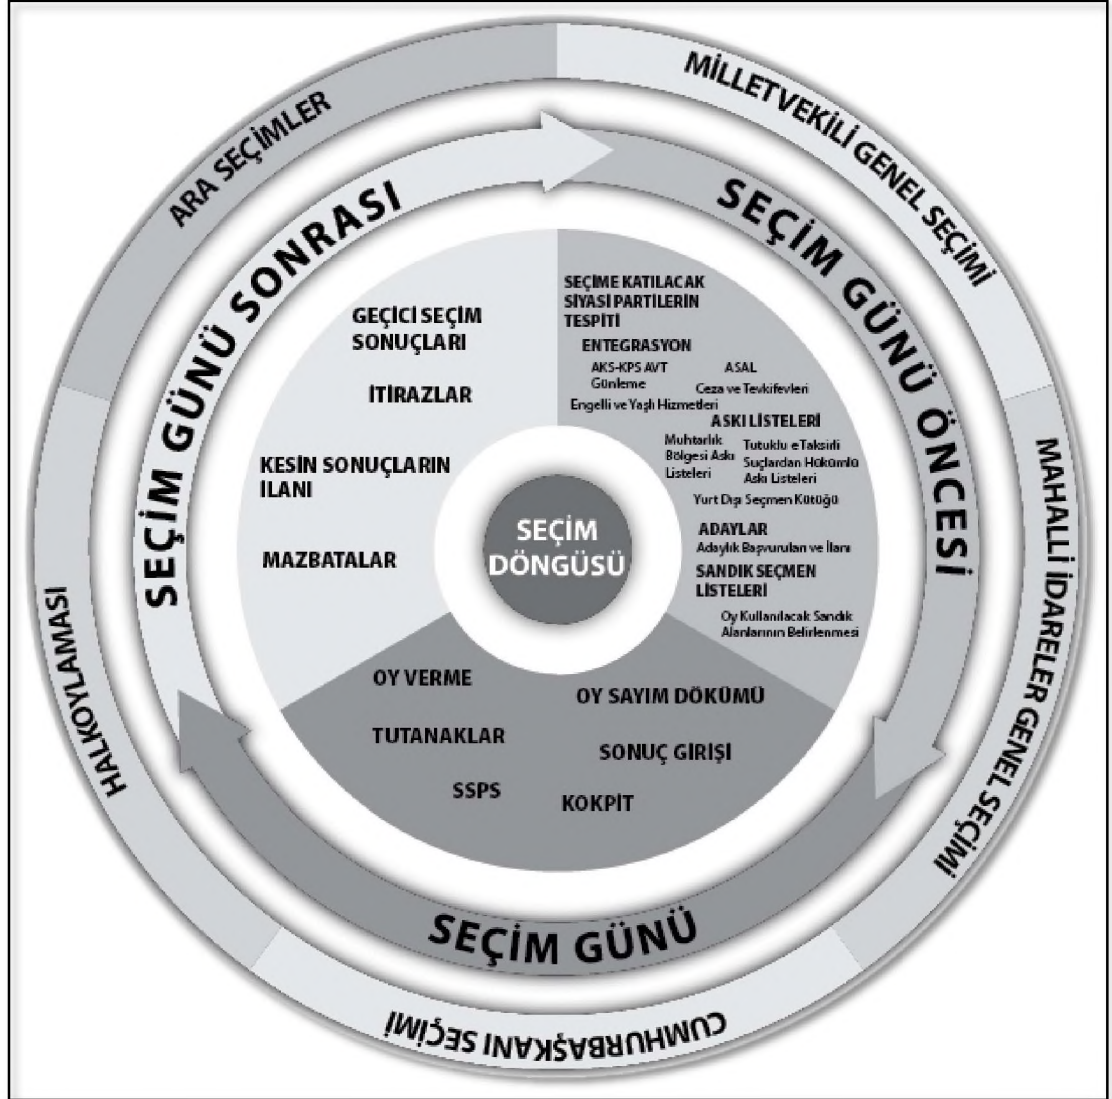 ARA SEÇİMLER
MİLLETVEKİLİ GENEL SEÇİMİ
MAHALLİ İDARELER GENEL SEÇİMİ
CUMHURBAŞKANI SEÇİMİ
HALKOYLAMASI
SEÇİM GÜNÜ ÖNCESİ
SEÇİM GÜNÜ
SEÇİM GÜNÜ SONRASI
SEÇİME KATILACAK
SİYASİ PARTİLERİN
TESPİTİ
ENTEGRASYON
AKS-KPS AVT
Günleme
ASAL
Ceza ve Tevkifevleri
Engelli ve Yaşlı Hizmetleri
ASKI LİSTELERİ
Muhtarlık
Bölgesi Askı
Listeleri
Tutuklu eTaksirli
Suçlardan Hükümlü
Askı Listeleri
Yurt Dışı Seçmen Kütüğü
ADAYLAR
Adaylık Başvuruları ve İlanı
SANDIK SEÇMEN
LİSTELERİ
Oy Kullanılacak Sandık
Alanlarının Belirlenmesi
OY VERME
OY SAYIM DÖKÜMÜ
TUTANAKLAR
SONUÇ GİRİŞİ
SSPS
KOKPİT
GEÇİCİ SEÇİM
SONUÇLARI
İTİRAZLAR
KESİN SONUÇLARIN
ILANI
MAZBATALAR
SEÇİM
DÖNGÜSÜ